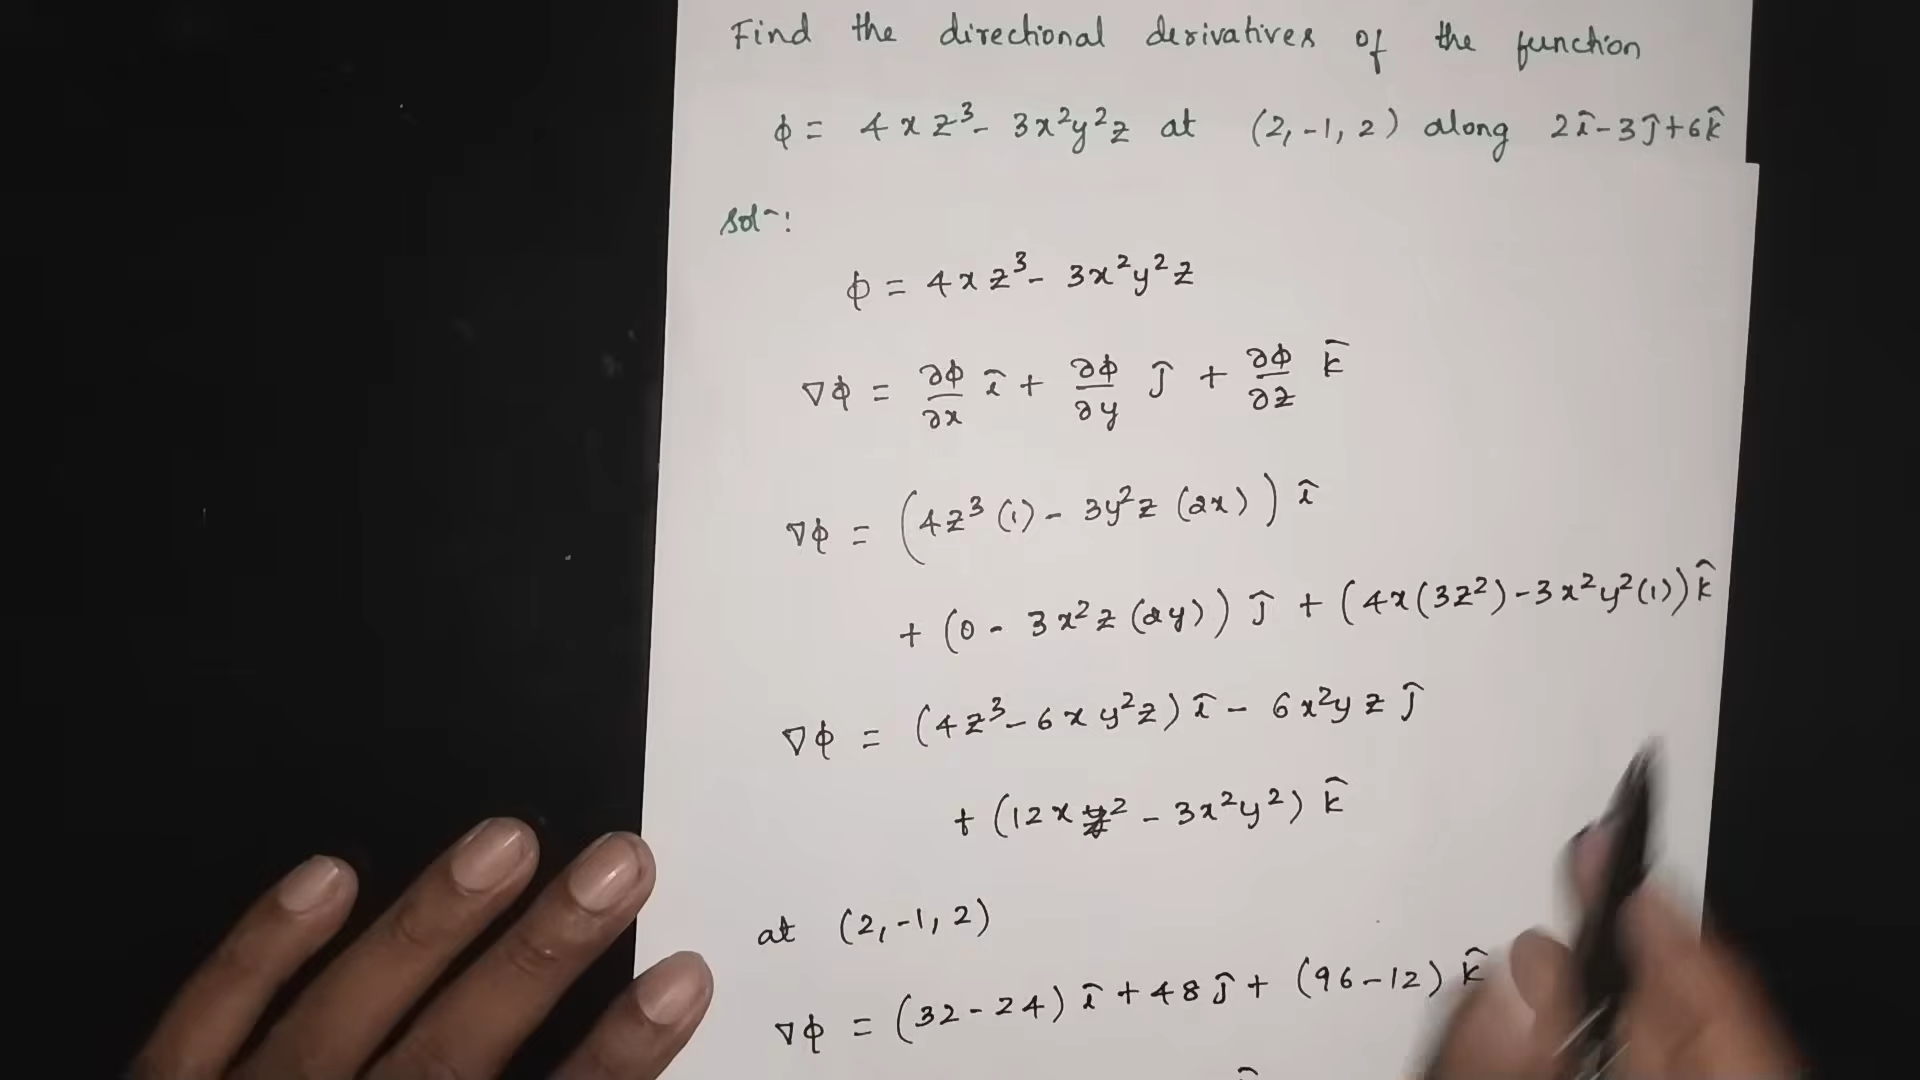 Find the directional derivatives of the function
φ = 4xz³ - 3x²y²z at (2, -1, 2) along 2î - 3ĵ + 6k̂
solⁿ:
φ = 4xz³ - 3x²y²z
∇φ = ∂φ/∂x î + ∂φ/∂y ĵ + ∂φ/∂z k̂
∇φ = (4z³(1) - 3y²z(2x)) î
+ (0 - 3x²z(2y)) ĵ + (4x(3z²) - 3x²y²(1)) k̂
∇φ = (4z³ - 6xy²z) î - 6x²yz ĵ
+ (12xz² - 3x²y²) k̂
at (2, -1, 2)
∇φ = (32 - 24) î + 48 ĵ + (96 - 12) k̂